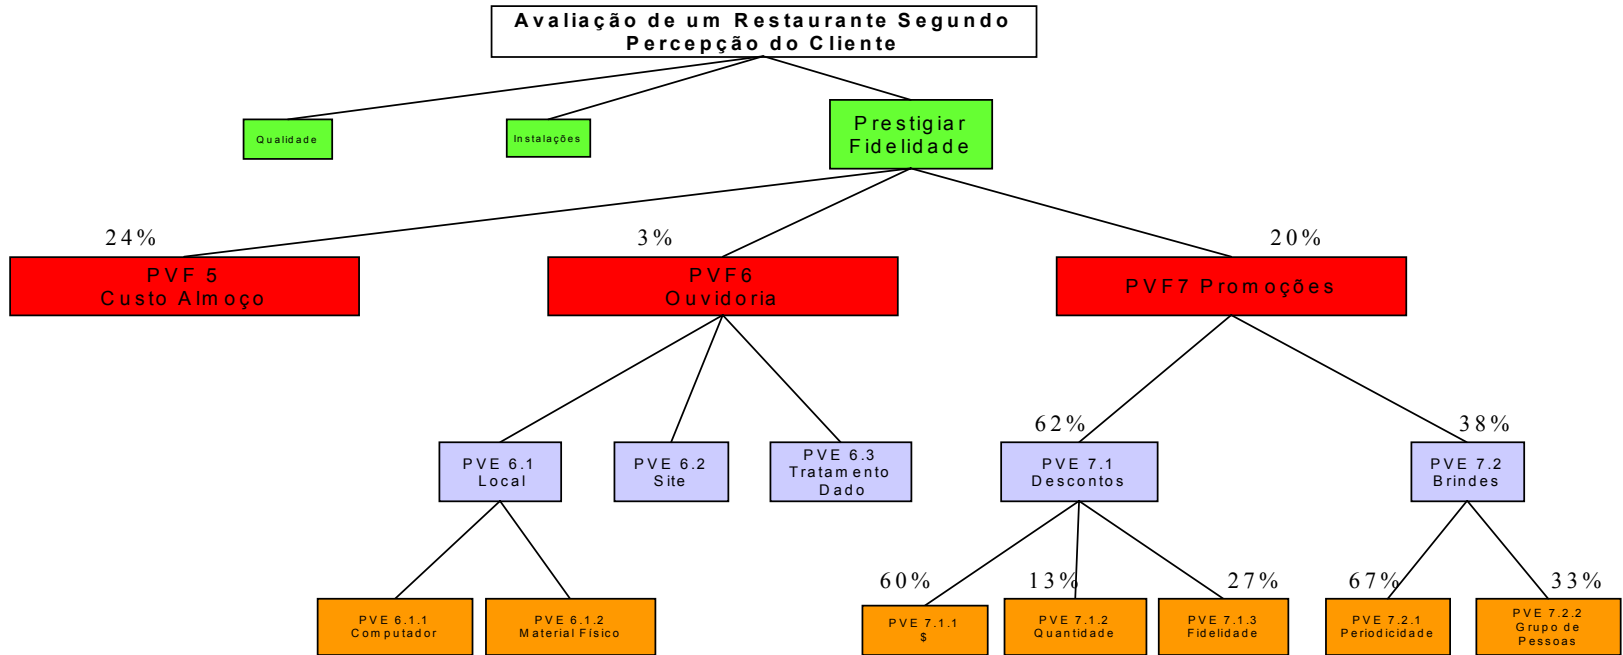 Avaliação de um Restaurante Segundo
Percepção do Cliente
Qualidade
Instalações
Prestigiar
Fidelidade
24%
3%
20%
PVF 5
Custo Almoço
PVF6
Ouvidoria
PVF7 Promoções
62%
38%
PVE 6.1
Local
PVE 6.2
Site
PVE 6.3
Tratamento
Dado
PVE 7.1
Descontos
PVE 7.2
Brindes
60%
13%
27%
67%
33%
PVE 6.1.1
Computador
PVE 6.1.2
Material Físico
PVE 7.1.1
$
PVE 7.1.2
Quantidade
PVE 7.1.3
Fidelidade
PVE 7.2.1
Periodicidade
PVE 7.2.2
Grupo de
Pessoas